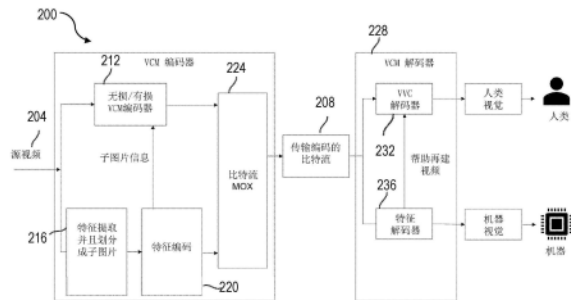 200
VCM 编码器
212
无损/有损
VCM编码器
224
204
源视频
子图片信息
比特流
MOX
216
特征提取
并且划分
成子图片
特征编码
220
208
传输编码的
比特流
228
VCM 解码器
VVC
解码器
232
帮助再建
视频
236
特征
解码器
人类
视觉
人类
机器
视觉
机器